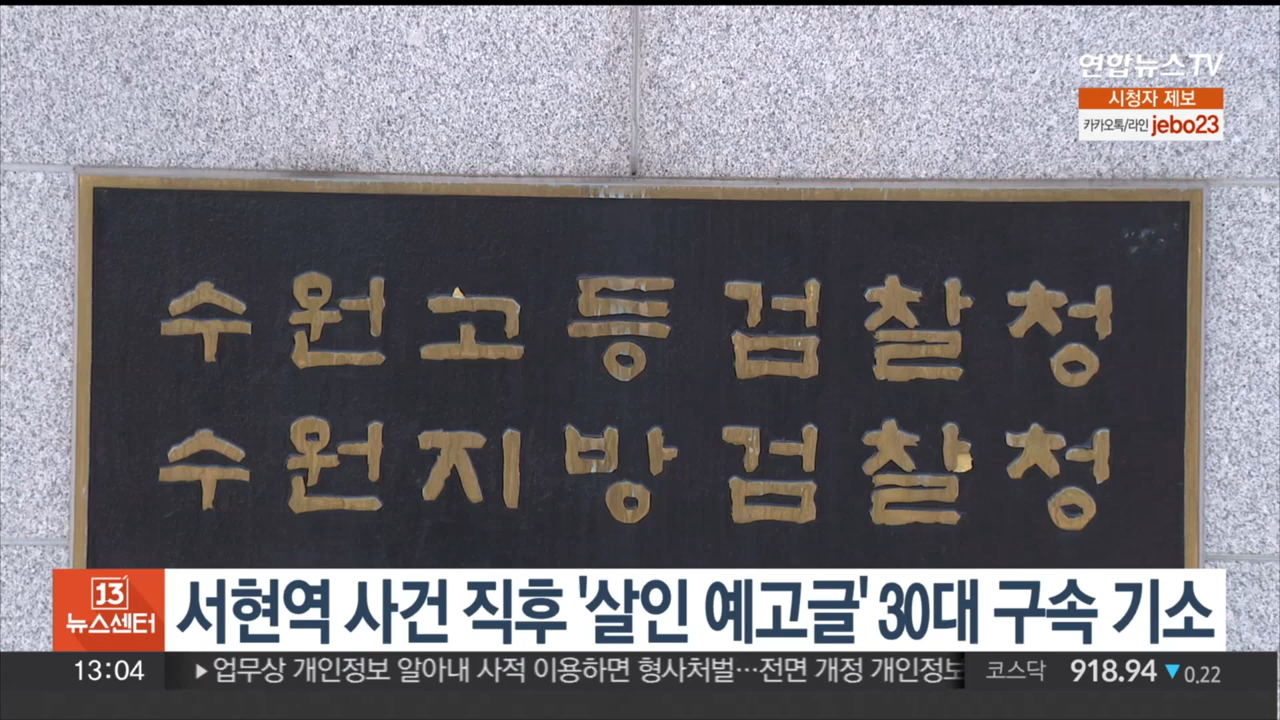 연합뉴스TV
시청자 제보
카카오톡/라인 jebo23
수원고등검찰청
수원지방검찰청
13
뉴스센터
서현역 사건 직후 '살인 예고글' 30대 구속 기소
13:04
▶업무상 개인정보 알아내 사적 이용하면 형사처벌…전면 개정 개인정보
코스닥 918.94 ▼0.22